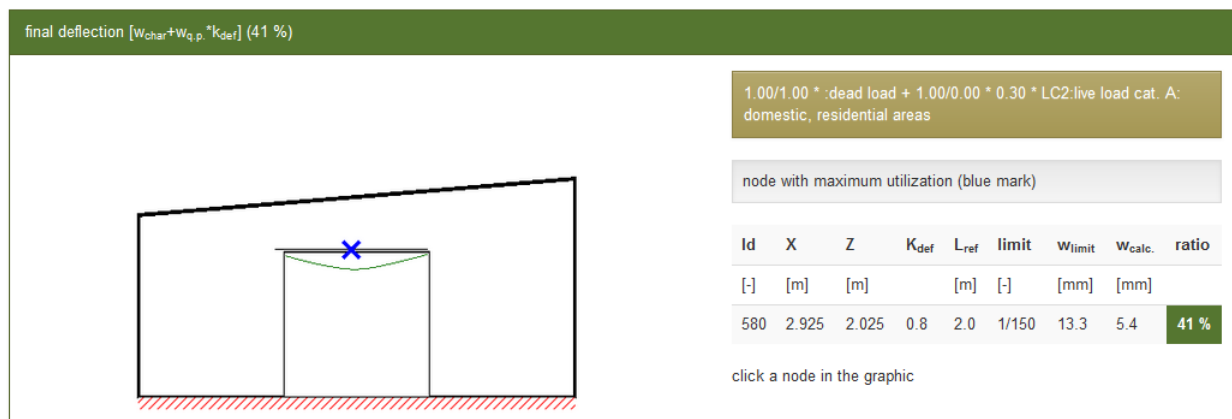 final deflection [wchar+wq.p.*kdef] (41 %)
1.00/1.00 * :dead load + 1.00/0.00 * 0.30 * LC2:live load cat. A:
domestic, residential areas
node with maximum utilization (blue mark)
Id X Z Kdef Lref limit wlimit wcalc. ratio
[-] [m] [m] [m] [-] [mm] [mm]
580 2.925 2.025 0.8 2.0 1/150 13.3 5.4 41 %
click a node in the graphic